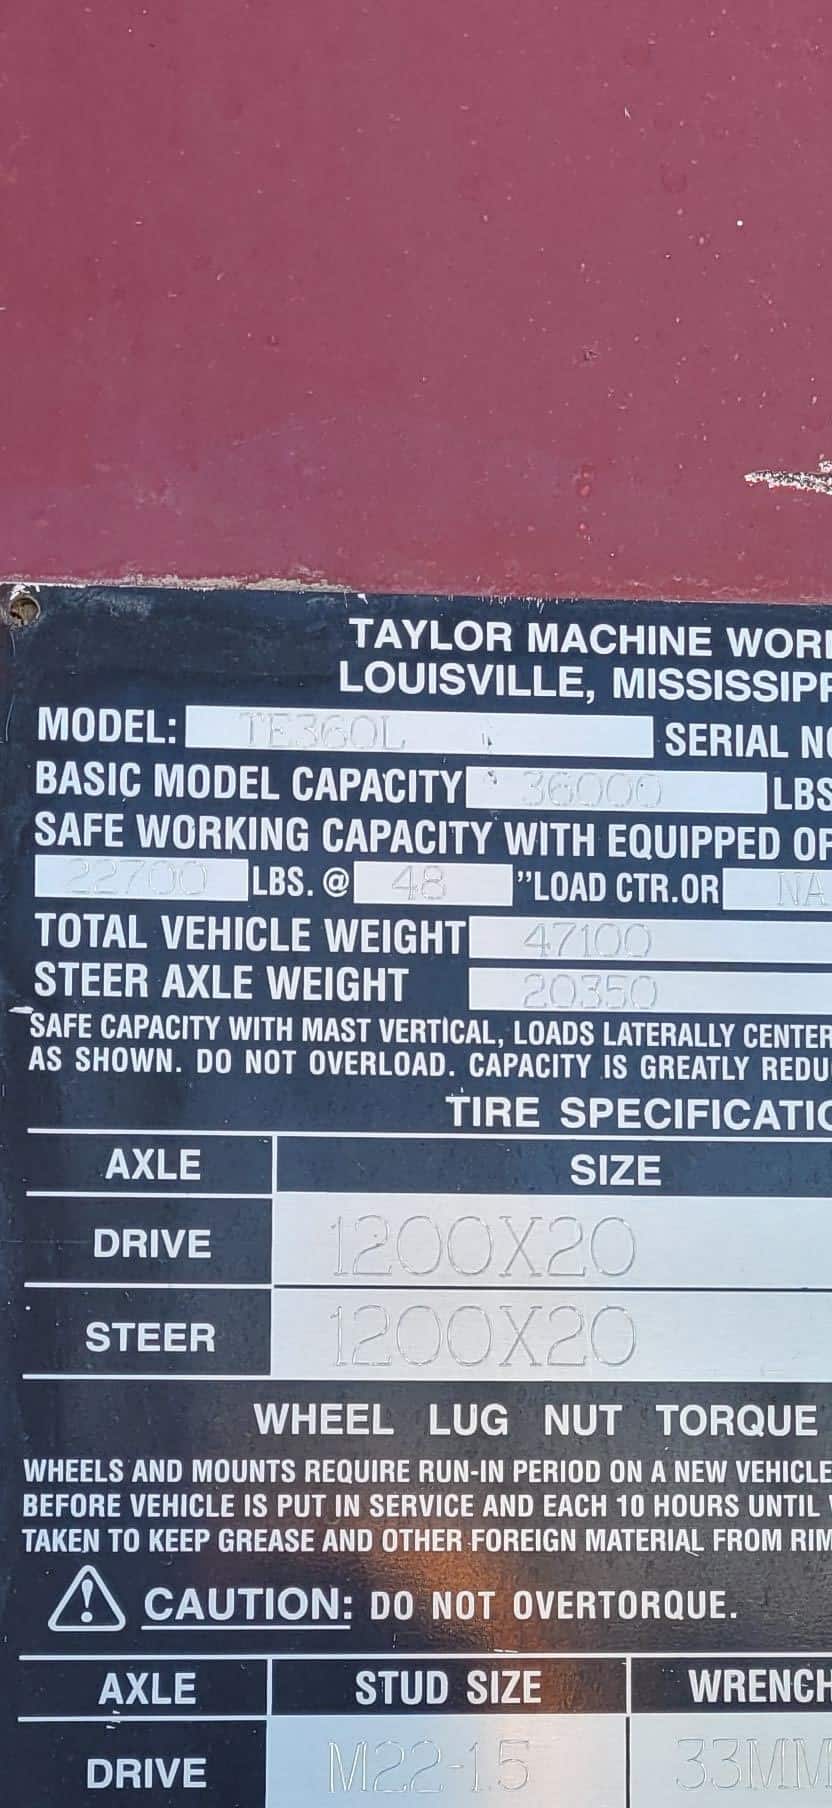 TAYLOR MACHINE WOR
LOUISVILLE, MISSISSIPP
MODEL: TE360L SERIAL NO
BASIC MODEL CAPACITY 36000 LBS
SAFE WORKING CAPACITY WITH EQUIPPED OF
22700 LBS. @ 48 "LOAD CTR.OR NA
TOTAL VEHICLE WEIGHT 47100
STEER AXLE WEIGHT 20350
SAFE CAPACITY WITH MAST VERTICAL, LOADS LATERALLY CENTER
AS SHOWN. DO NOT OVERLOAD. CAPACITY IS GREATLY REDU
TIRE SPECIFICATIO
AXLE SIZE
DRIVE 1200X20
STEER 1200X20
WHEEL LUG NUT TORQUE
WHEELS AND MOUNTS REQUIRE RUN-IN PERIOD ON A NEW VEHICLE
BEFORE VEHICLE IS PUT IN SERVICE AND EACH 10 HOURS UNTIL
TAKEN TO KEEP GREASE AND OTHER FOREIGN MATERIAL FROM RIM
CAUTION: DO NOT OVERTORQUE.
AXLE STUD SIZE WRENCH
DRIVE M22-1.5 33MM